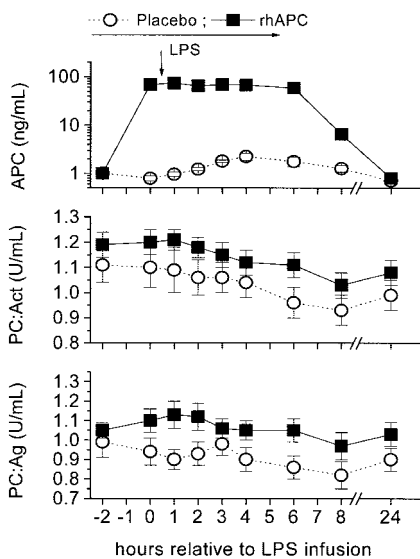 Placebo ; rhAPC
LPS
APC (ng/mL)
100
10
1
PC:Act (U/mL)
1.3
1.2
1.1
1.0
0.9
0.8
PC:Ag (U/mL)
1.3
1.2
1.1
1.0
0.9
0.8
0.7
-2 -1 0 1 2 3 4 5 6 7 8 24
hours relative to LPS infusion